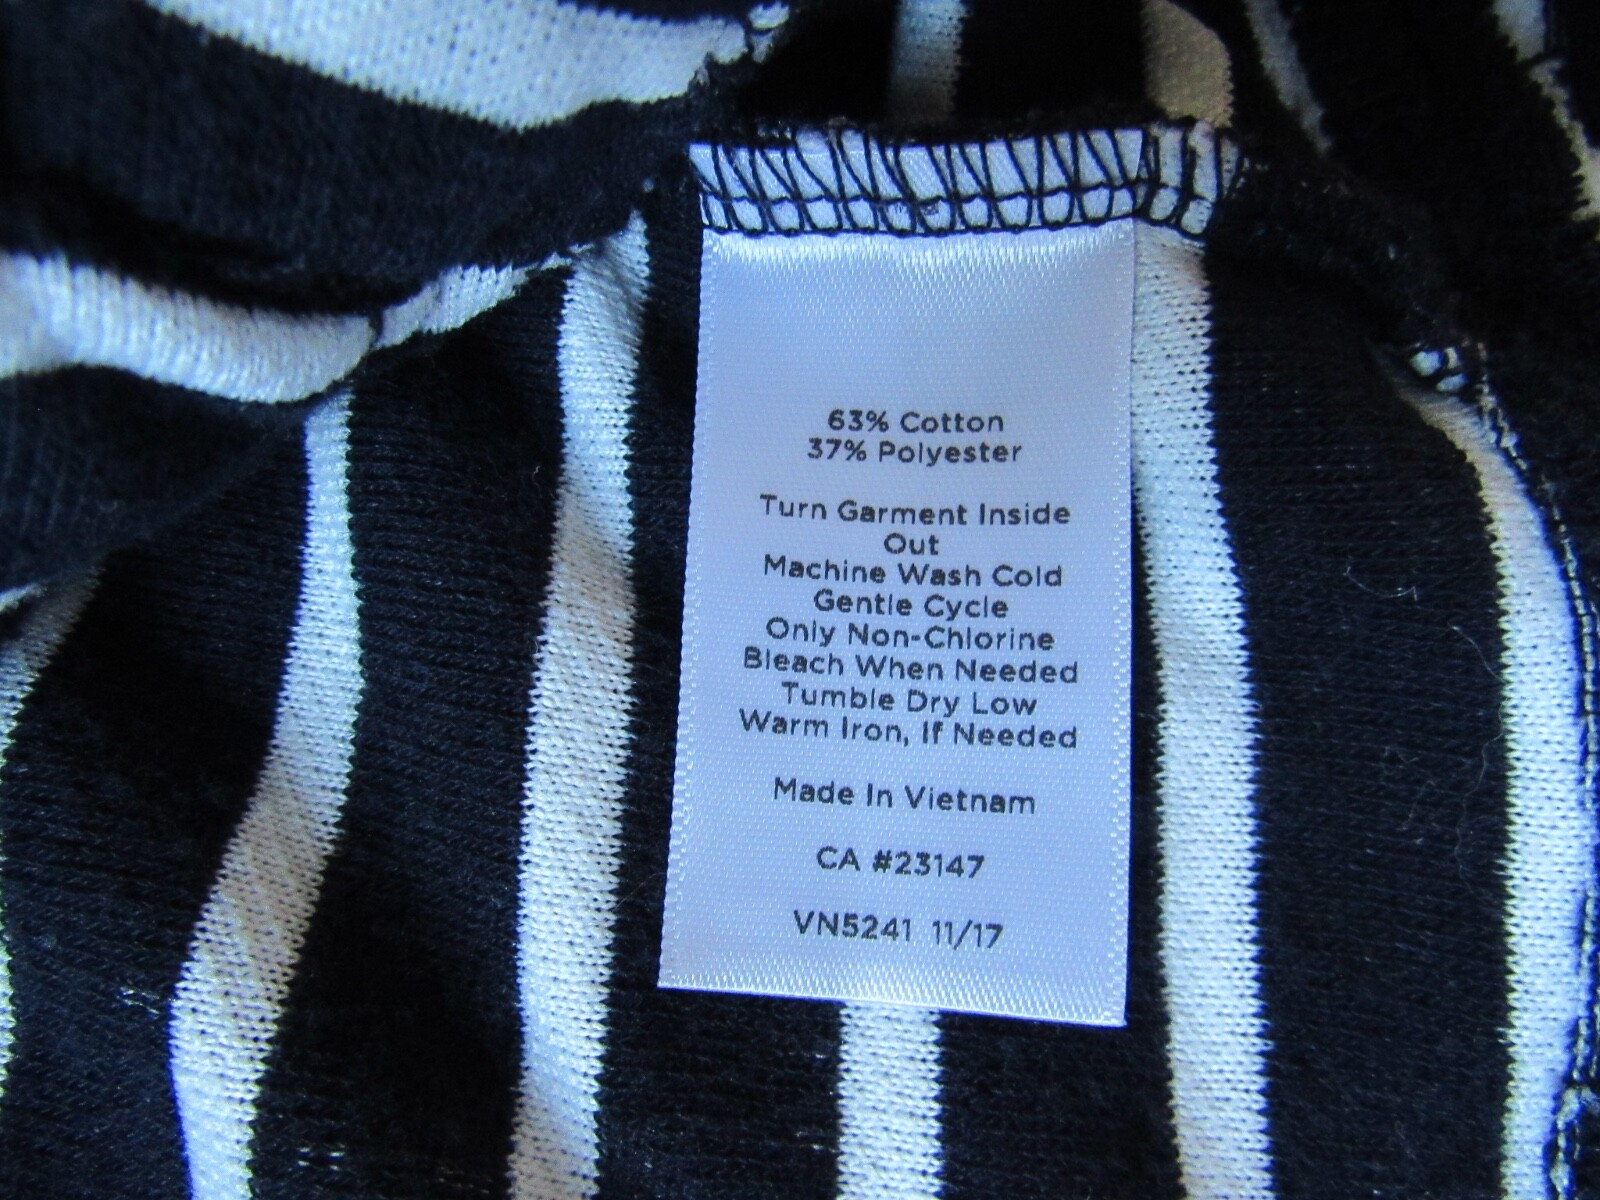 63% Cotton
37% Polyester
Turn Garment Inside
Out
Machine Wash Cold
Gentle Cycle
Only Non-Chlorine
Bleach When Needed
Tumble Dry Low
Warm Iron, If Needed
Made In Vietnam
CA #23147
VN5241 11/17